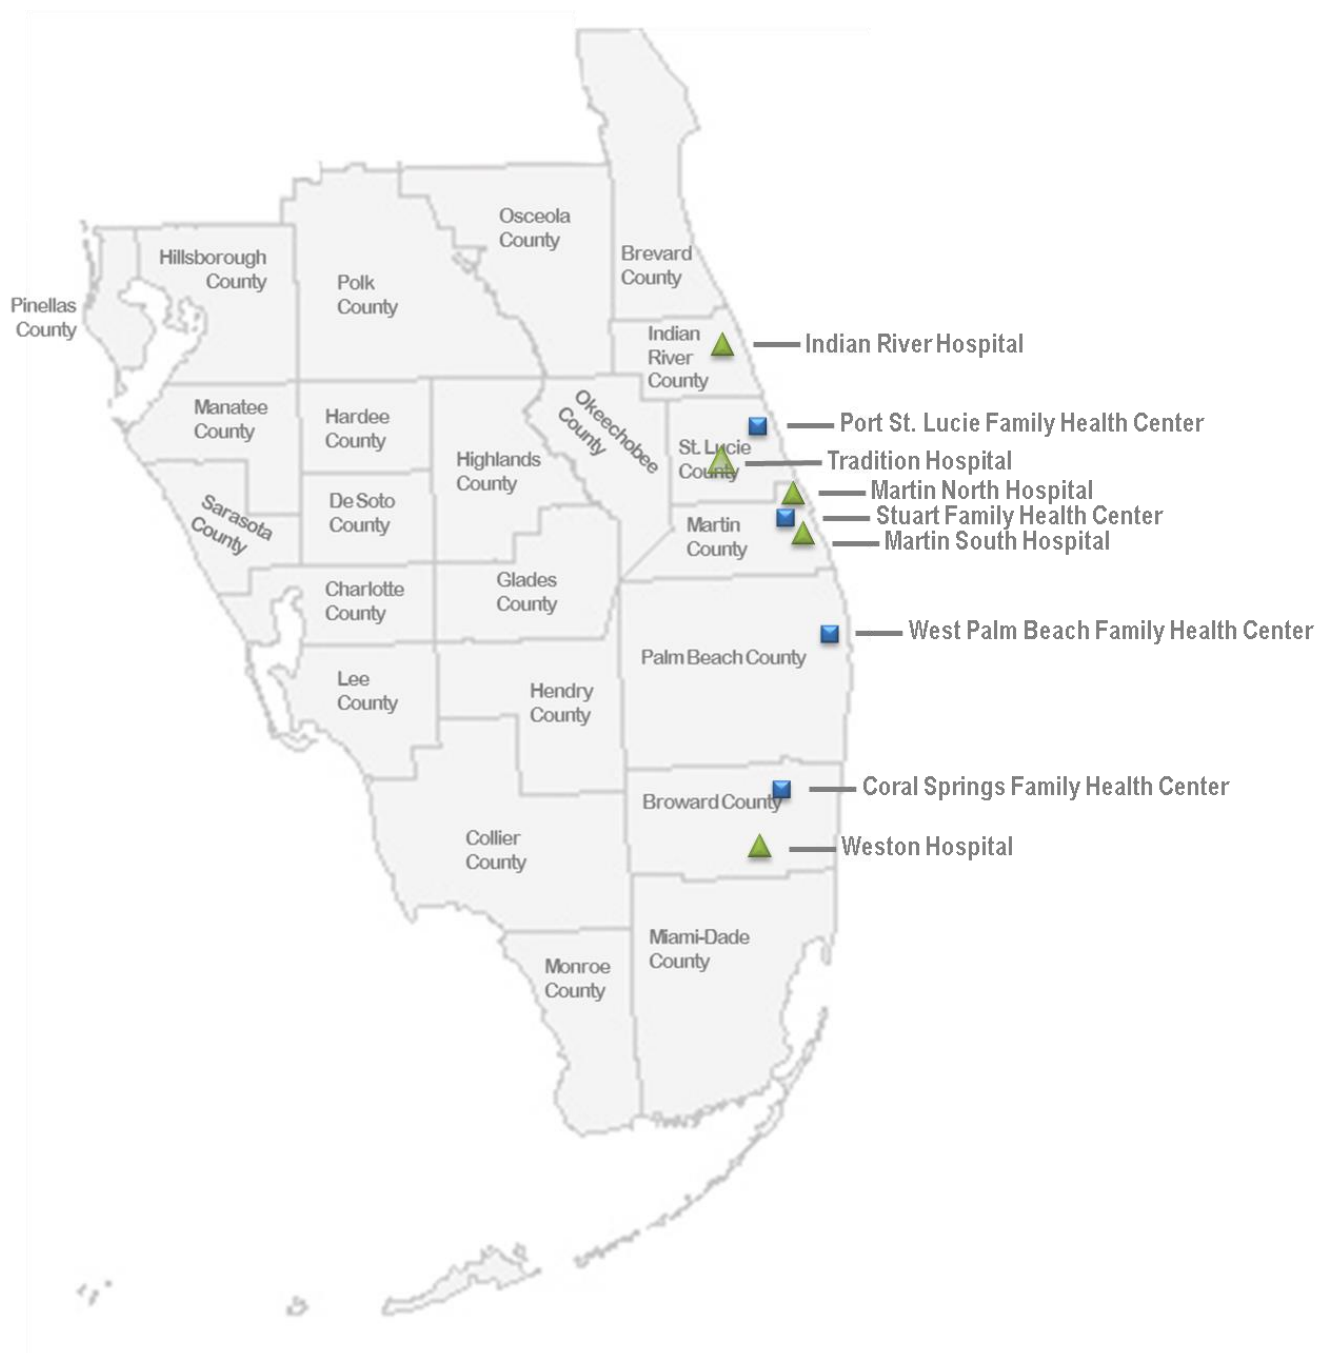 Osceola
County
Brevard
County
Hillsborough
County
Polk
County
Pinellas
County
Indian
River
County
Indian River Hospital
Manatee
County
Hardee
County
Okeechobee
County
Highlands
County
St. Lucie
County
Port St. Lucie Family Health Center
Tradition Hospital
Martin North Hospital
Stuart Family Health Center
Martin South Hospital
Sarasota
County
De Soto
County
Martin
County
Charlotte
County
Glades
County
West Palm Beach Family Health Center
Palm Beach County
Lee
County
Hendry
County
Coral Springs Family Health Center
Broward County
Collier
County
Weston Hospital
Miami-Dade
County
Monroe
County